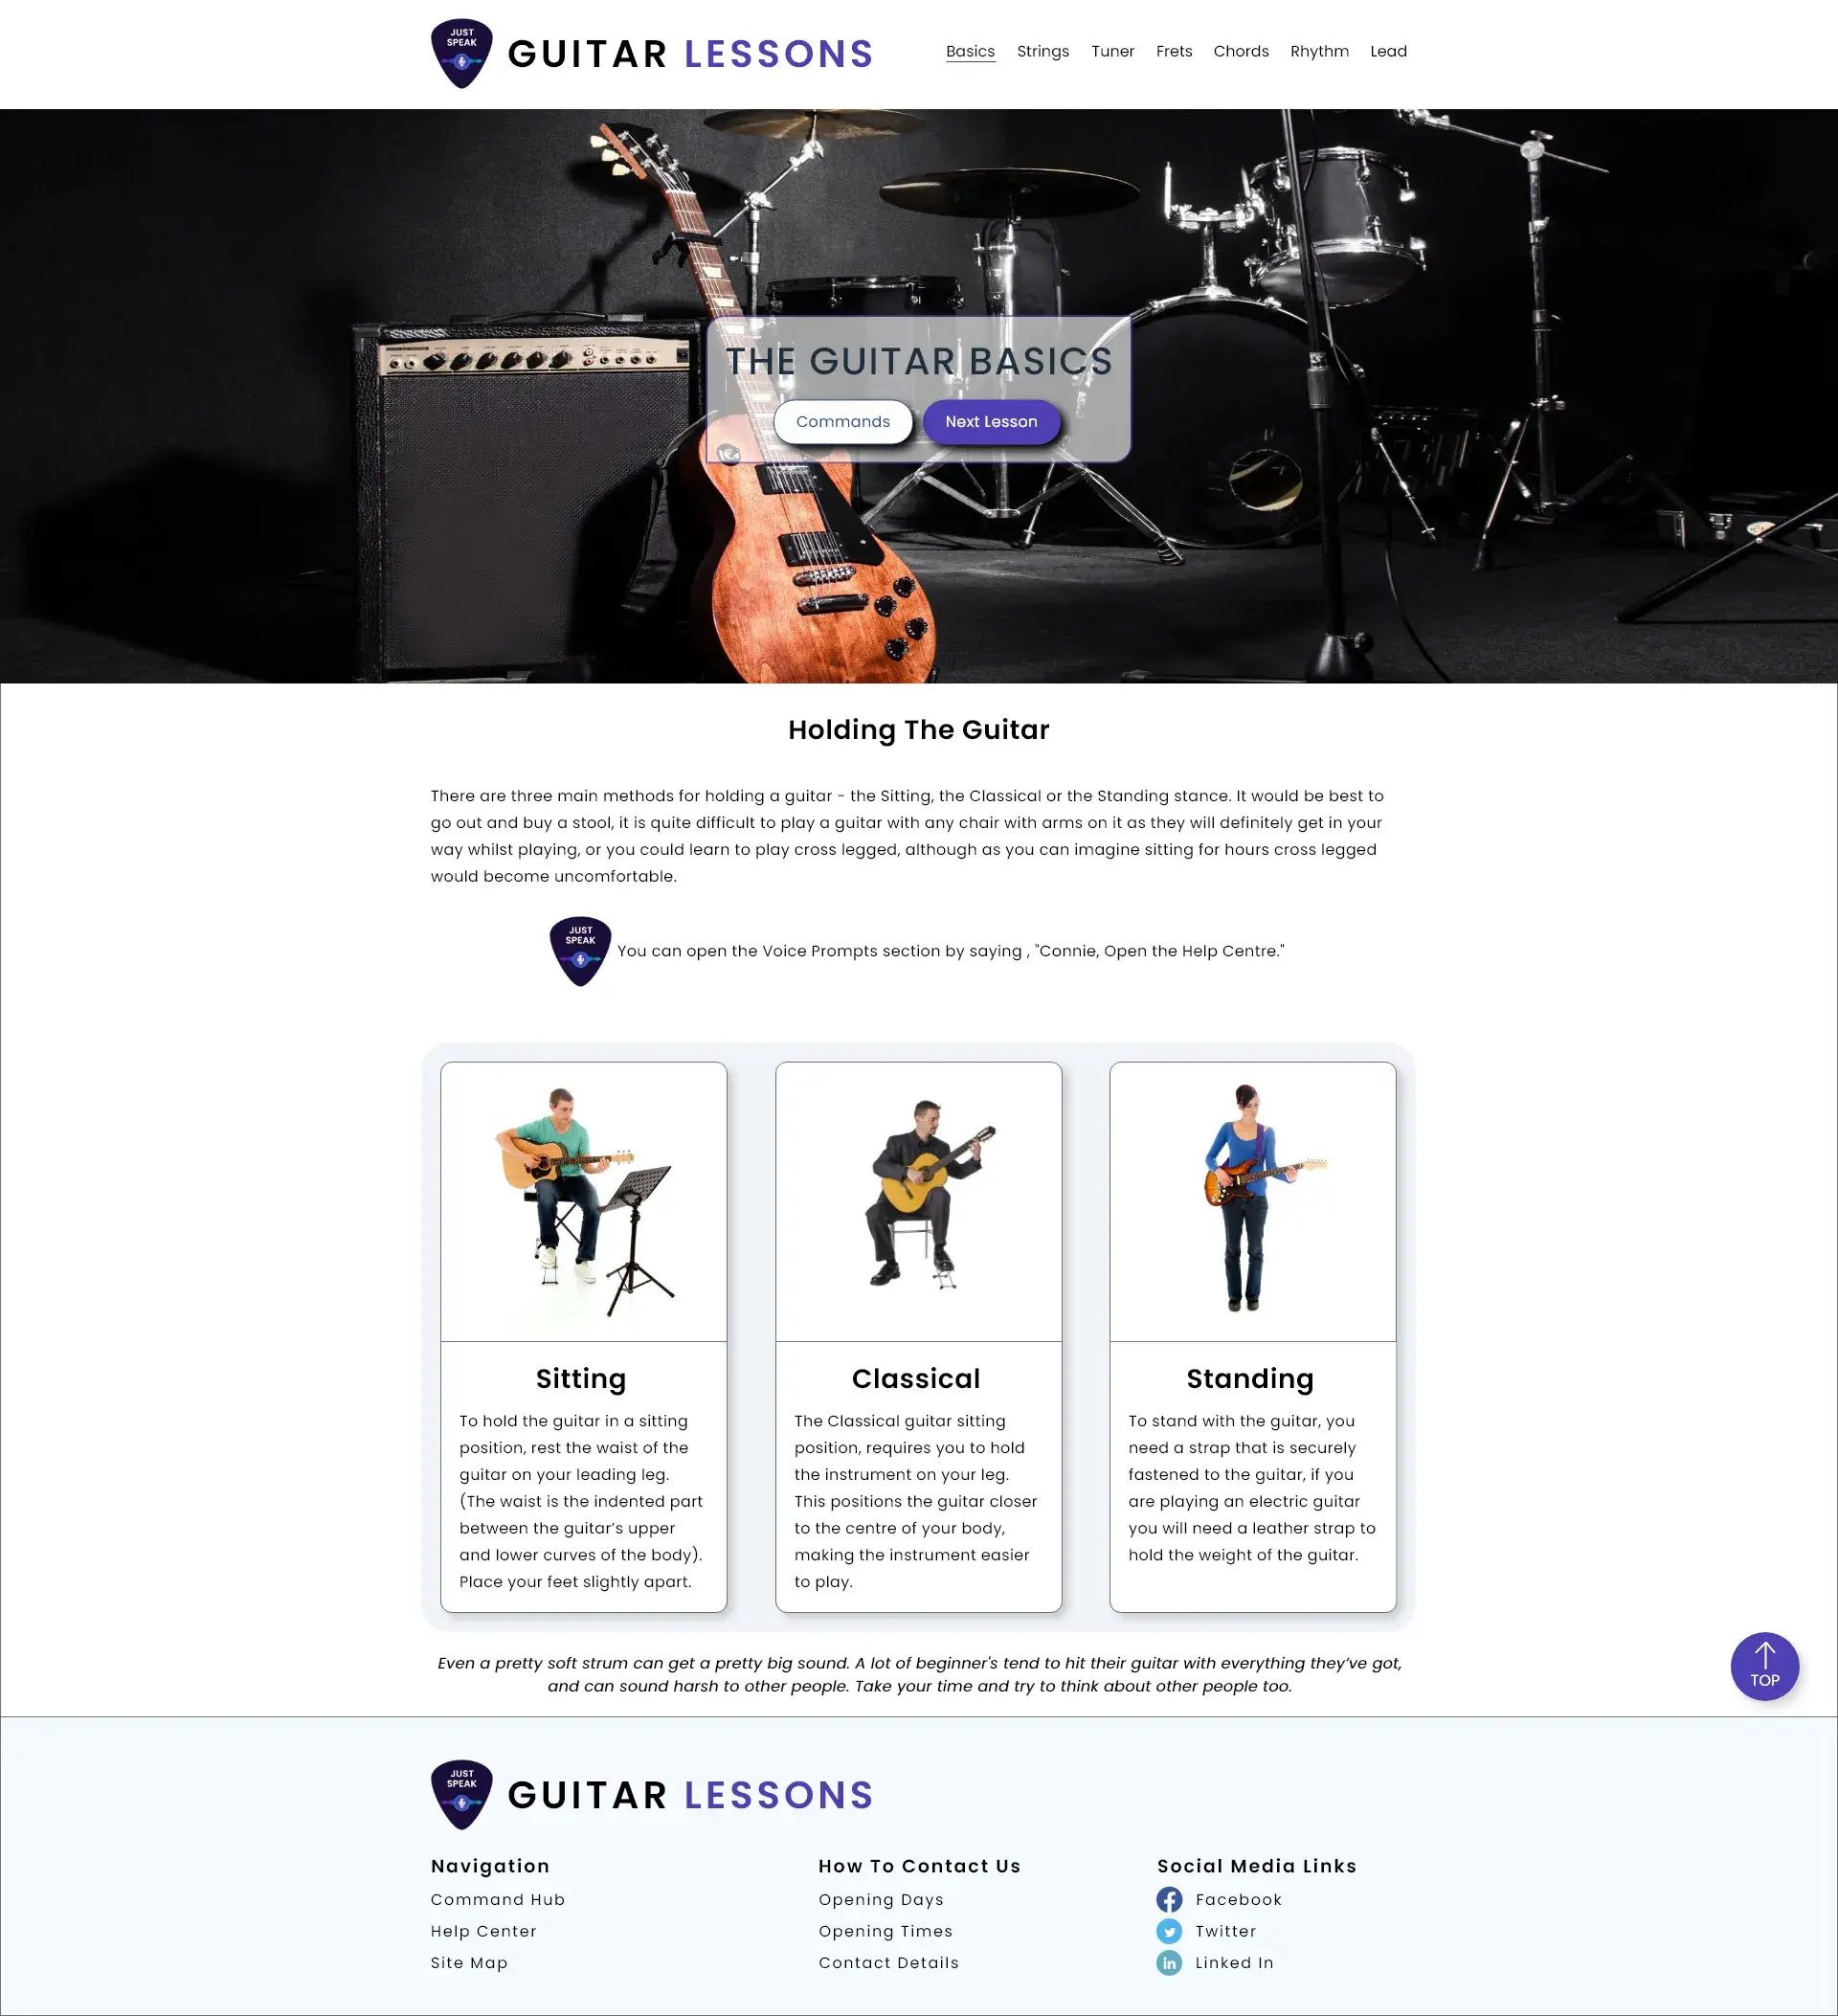 JUST
SPEAK
GUITAR LESSONS
Basics Strings Tuner Frets Chords Rhythm Lead
THE GUITAR BASICS
Commands Next Lesson
Holding The Guitar
There are three main methods for holding a guitar - the Sitting, the Classical or the Standing stance. It would be best to
go out and buy a stool, it is quite difficult to play a guitar with any chair with arms on it as they will definitely get in your
way whilst playing, or you could learn to play cross legged, although as you can imagine sitting for hours cross legged
would become uncomfortable.
JUST
SPEAK
You can open the Voice Prompts section by saying , "Connie, Open the Help Centre."
Sitting
To hold the guitar in a sitting
position, rest the waist of the
guitar on your leading leg.
(The waist is the indented part
between the guitar’s upper
and lower curves of the body).
Place your feet slightly apart.
Classical
The Classical guitar sitting
position, requires you to hold
the instrument on your leg.
This positions the guitar closer
to the centre of your body,
making the instrument easier
to play.
Standing
To stand with the guitar, you
need a strap that is securely
fastened to the guitar, if you
are playing an electric guitar
you will need a leather strap to
hold the weight of the guitar.
Even a pretty soft strum can get a pretty big sound. A lot of beginner's tend to hit their guitar with everything they’ve got,
and can sound harsh to other people. Take your time and try to think about other people too.
TOP
JUST
SPEAK
GUITAR LESSONS
Navigation
Command Hub
Help Center
Site Map
How To Contact Us
Opening Days
Opening Times
Contact Details
Social Media Links
Facebook
Twitter
Linked In